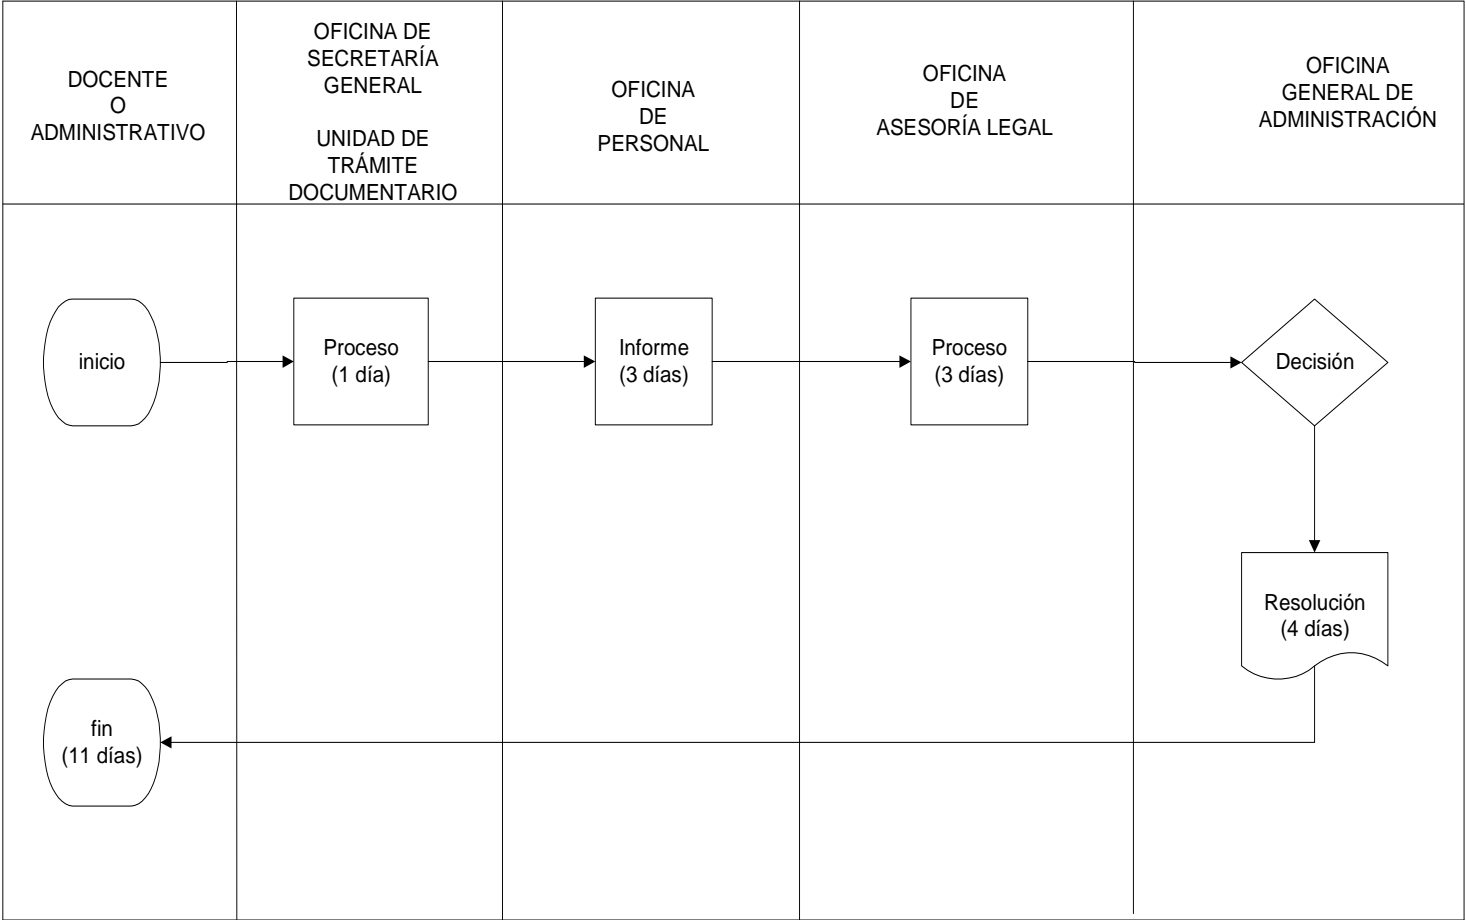 DOCENTE
O
ADMINISTRATIVO
OFICINA DE
SECRETARÍA
GENERAL
UNIDAD DE
TRÁMITE
DOCUMENTARIO
OFICINA
DE
PERSONAL
OFICINA
DE
ASESORÍA LEGAL
OFICINA
GENERAL DE
ADMINISTRACIÓN
inicio
Proceso
(1 día)
Informe
(3 días)
Proceso
(3 días)
Decisión
Resolución
(4 días)
fin
(11 días)